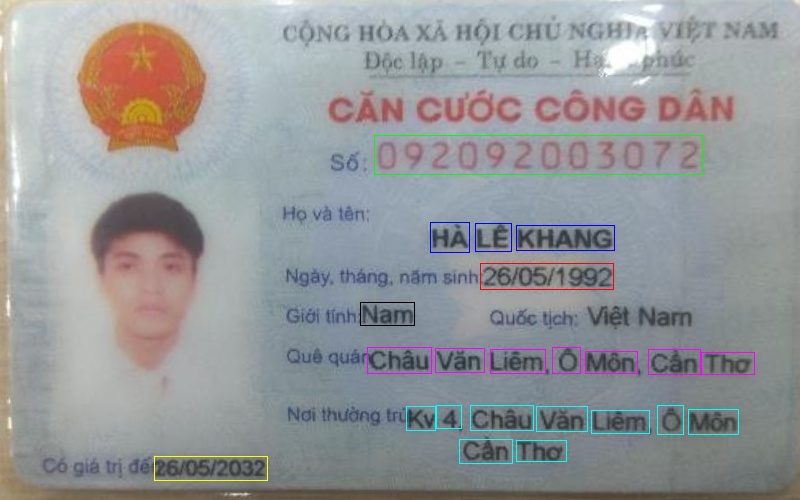 CỘNG HÒA XÃ HỘI CHỦ NGHĨA VIỆT NAM
Độc lập - Tự do - Hạnh phúc
CĂN CƯỚC CÔNG DÂN
Số: 092092003072
Họ và tên:
HÀ LÊ KHANG
Ngày, tháng, năm sinh: 26/05/1992
Giới tính: Nam Quốc tịch: Việt Nam
Quê quán: Châu Văn Liêm, Ô Môn, Cần Thơ
Nơi thường trú: Kv 4, Châu Văn Liêm, Ô Môn
Cần Thơ
Có giá trị đến 26/05/2032